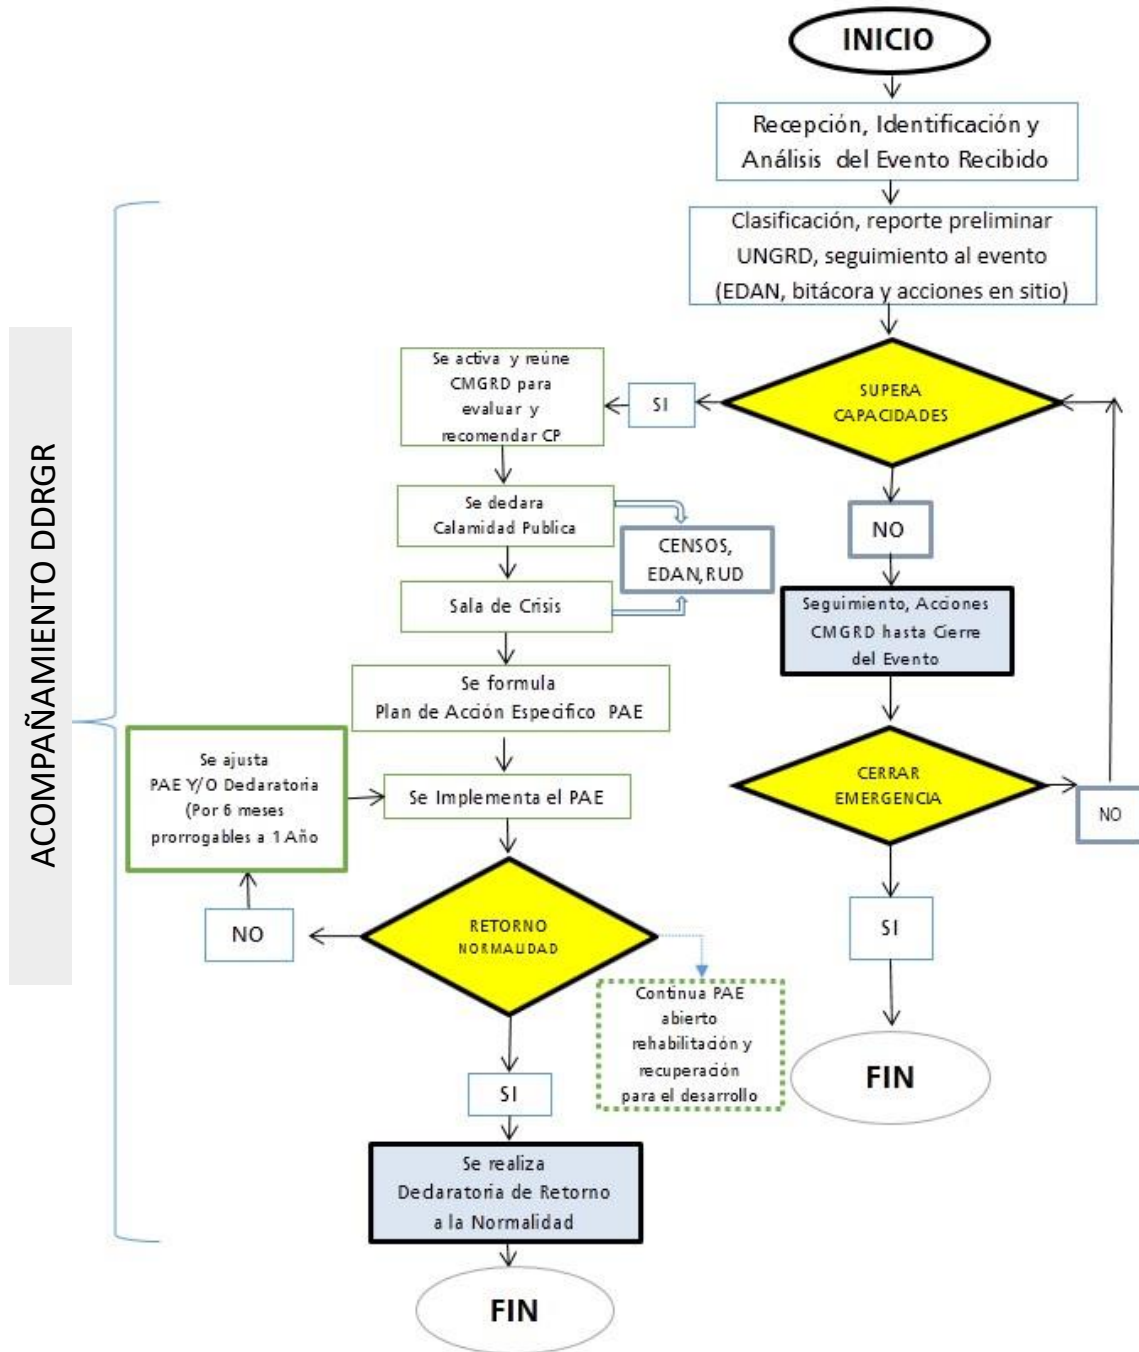 INICIO
Recepción, Identificación y
Análisis del Evento Recibido
Clasificación, reporte preliminar
UNGRD, seguimiento al evento
(EDAN, bitácora y acciones en sitio)
SUPERA
CAPACIDADES
SI
Se activa y reúne
CMGRD para
evaluar y
recomendar CP
Se declara
Calamidad Publica
CENSOS,
EDAN,RUD
Sala de Crisis
Se formula
Plan de Acción Especifico PAE
Se Implementa el PAE
Se ajusta
PAE Y/O Declaratoria
(Por 6 meses
prorrogables a 1 Año
RETORNO
NORMALIDAD
NO
Continua PAE
abierto
rehabilitación y
recuperación
para el desarrollo
SI
Se realiza
Declaratoria de Retorno
a la Normalidad
FIN
NO
Seguimiento, Acciones
CMGRD hasta Cierre
del Evento
CERRAR
EMERGENCIA
NO
SI
FIN
ACOMPAÑAMIENTO DDRGR